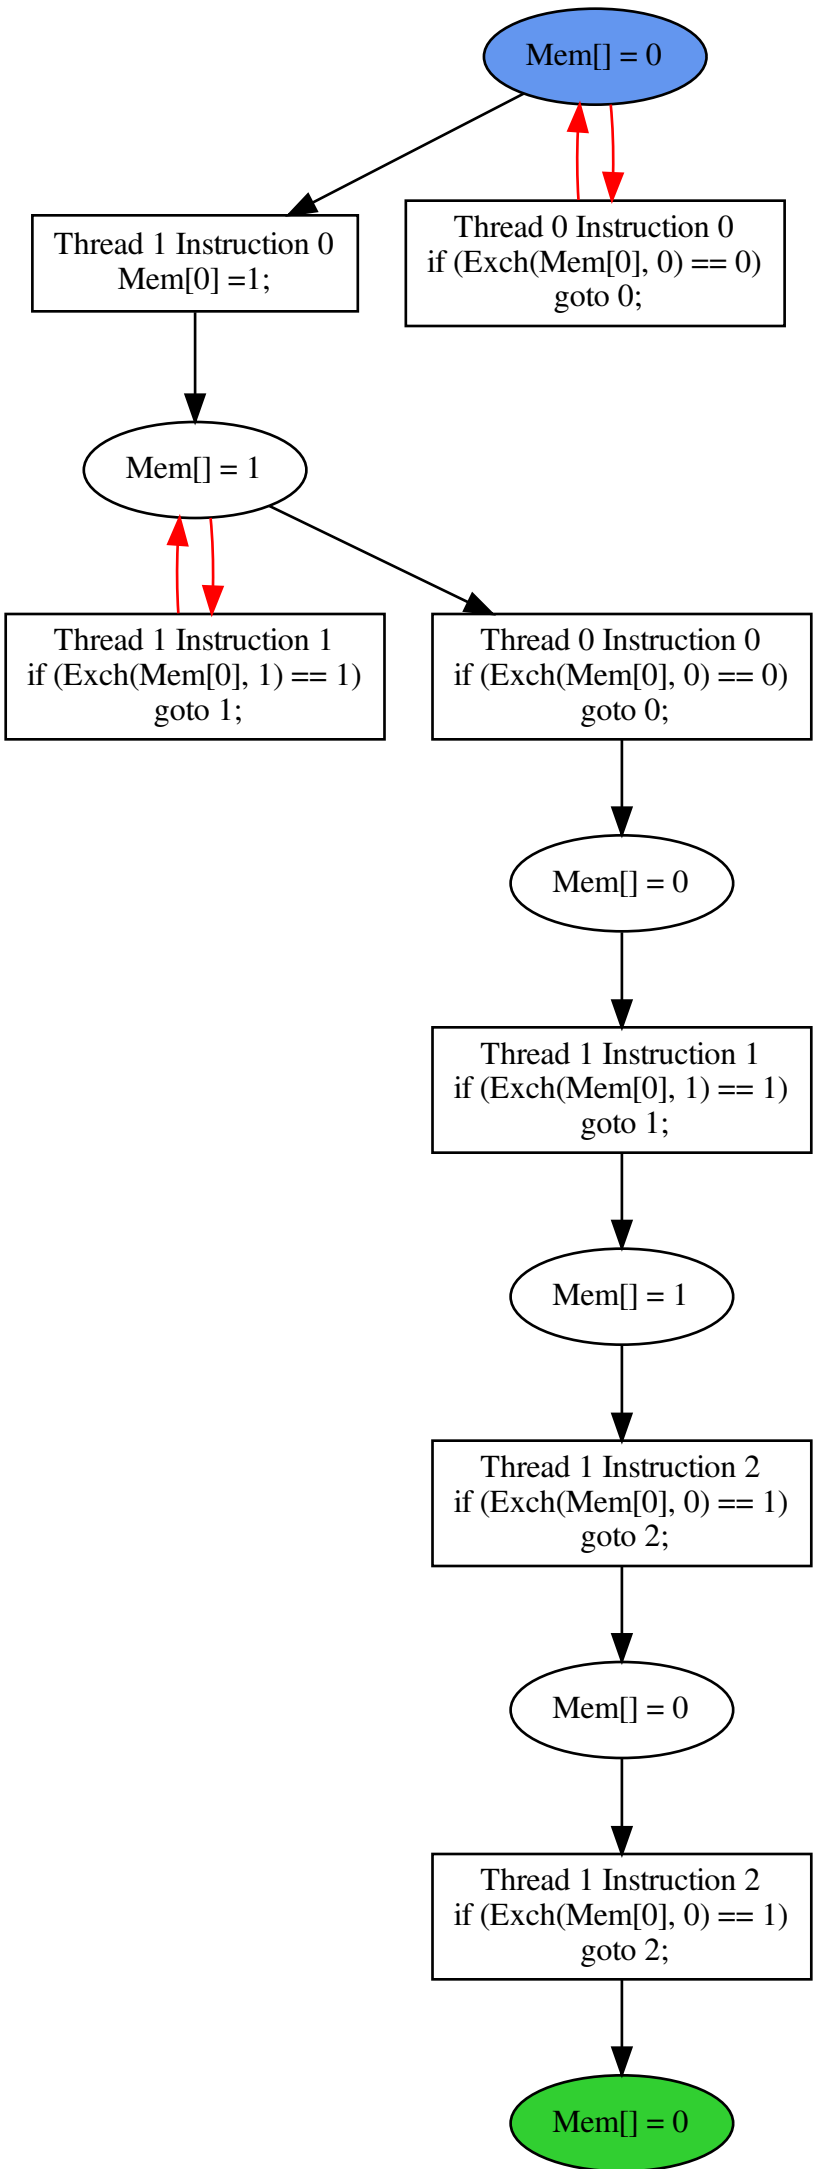 Mem[] = 0
Thread 1 Instruction 0
Mem[0] =1;
Thread 0 Instruction 0
if (Exch(Mem[0], 0) == 0)
goto 0;
Mem[] = 1
Thread 1 Instruction 1
if (Exch(Mem[0], 1) == 1)
goto 1;
Thread 0 Instruction 0
if (Exch(Mem[0], 0) == 0)
goto 0;
Mem[] = 0
Thread 1 Instruction 1
if (Exch(Mem[0], 1) == 1)
goto 1;
Mem[] = 1
Thread 1 Instruction 2
if (Exch(Mem[0], 0) == 1)
goto 2;
Mem[] = 0
Thread 1 Instruction 2
if (Exch(Mem[0], 0) == 1)
goto 2;
Mem[] = 0